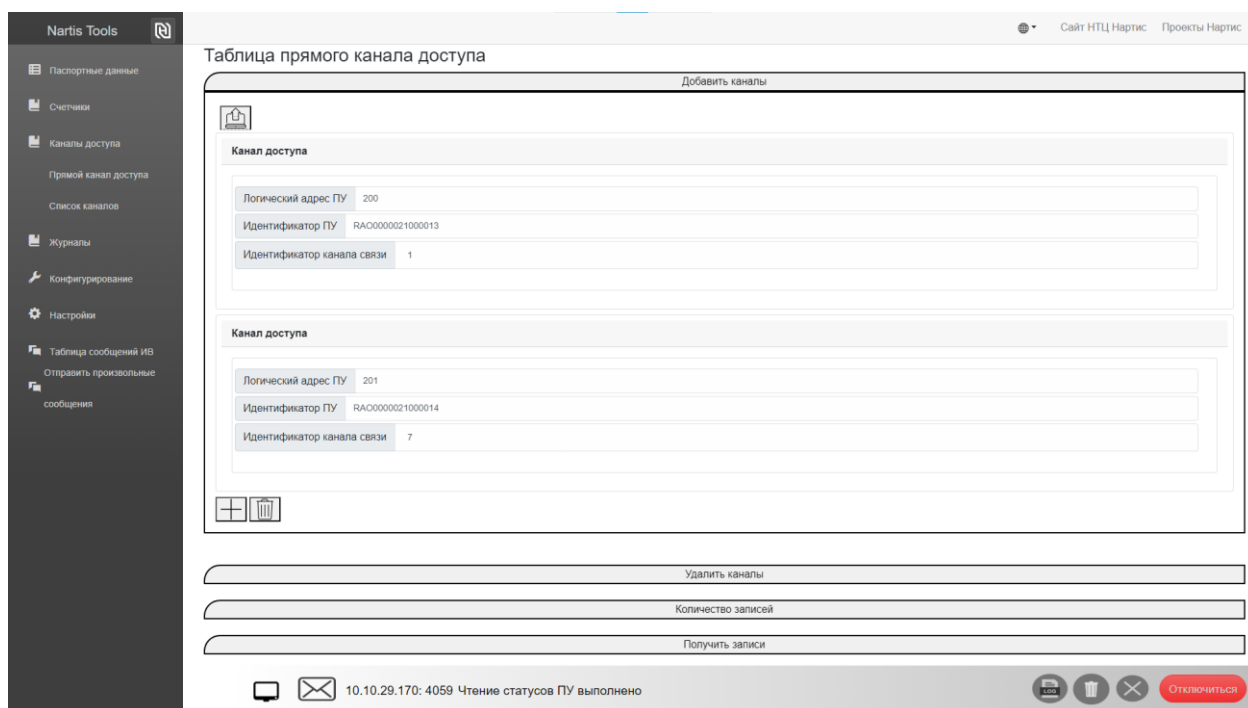 Nartis Tools
Сайт НТЦ Нартис Проекты Нартис
Паспортные данные
Счетчики
Каналы доступа
Прямой канал доступа
Список каналов
Журналы
Конфигурирование
Настройки
Таблица сообщений ИВ
Отправить произвольные
сообщения
Таблица прямого канала доступа
Добавить каналы
Канал доступа
Логический адрес ПУ 200
Идентификатор ПУ RAO0000021000013
Идентификатор канала связи 1
Канал доступа
Логический адрес ПУ 201
Идентификатор ПУ RAO0000021000014
Идентификатор канала связи 7
Удалить каналы
Количество записей
Получить записи
10.10.29.170: 4059 Чтение статусов ПУ выполнено
LOG
Отключиться